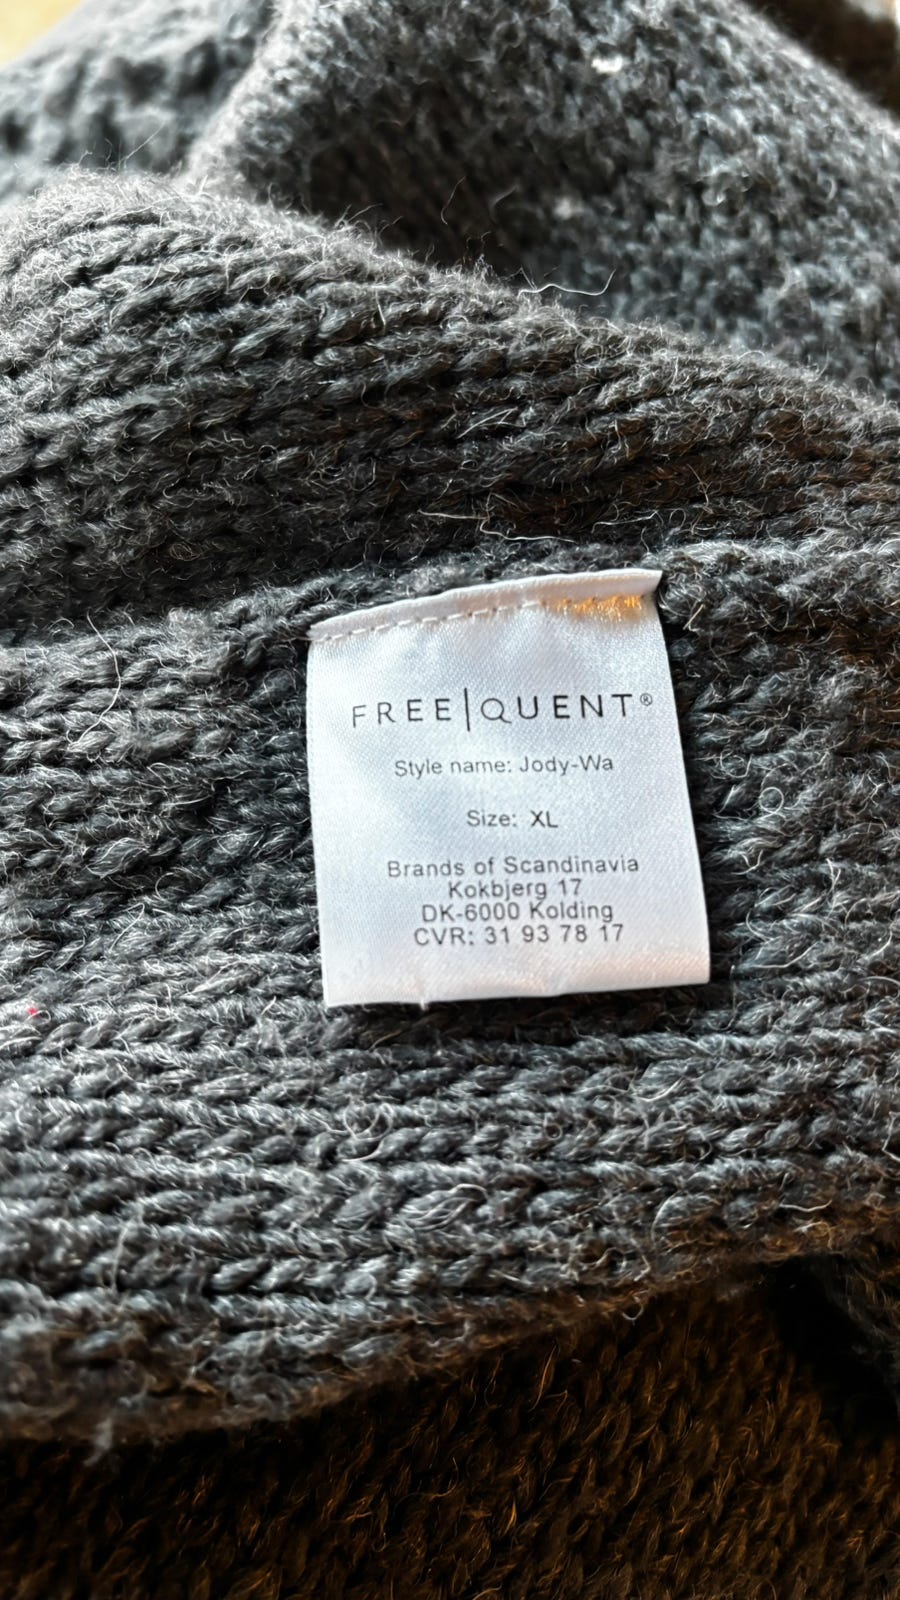 FREE|QUENT®
Style name: Jody-Wa
Size: XL
Brands of Scandinavia
Kokbjerg 17
DK-6000 Kolding
CVR: 31 93 78 17